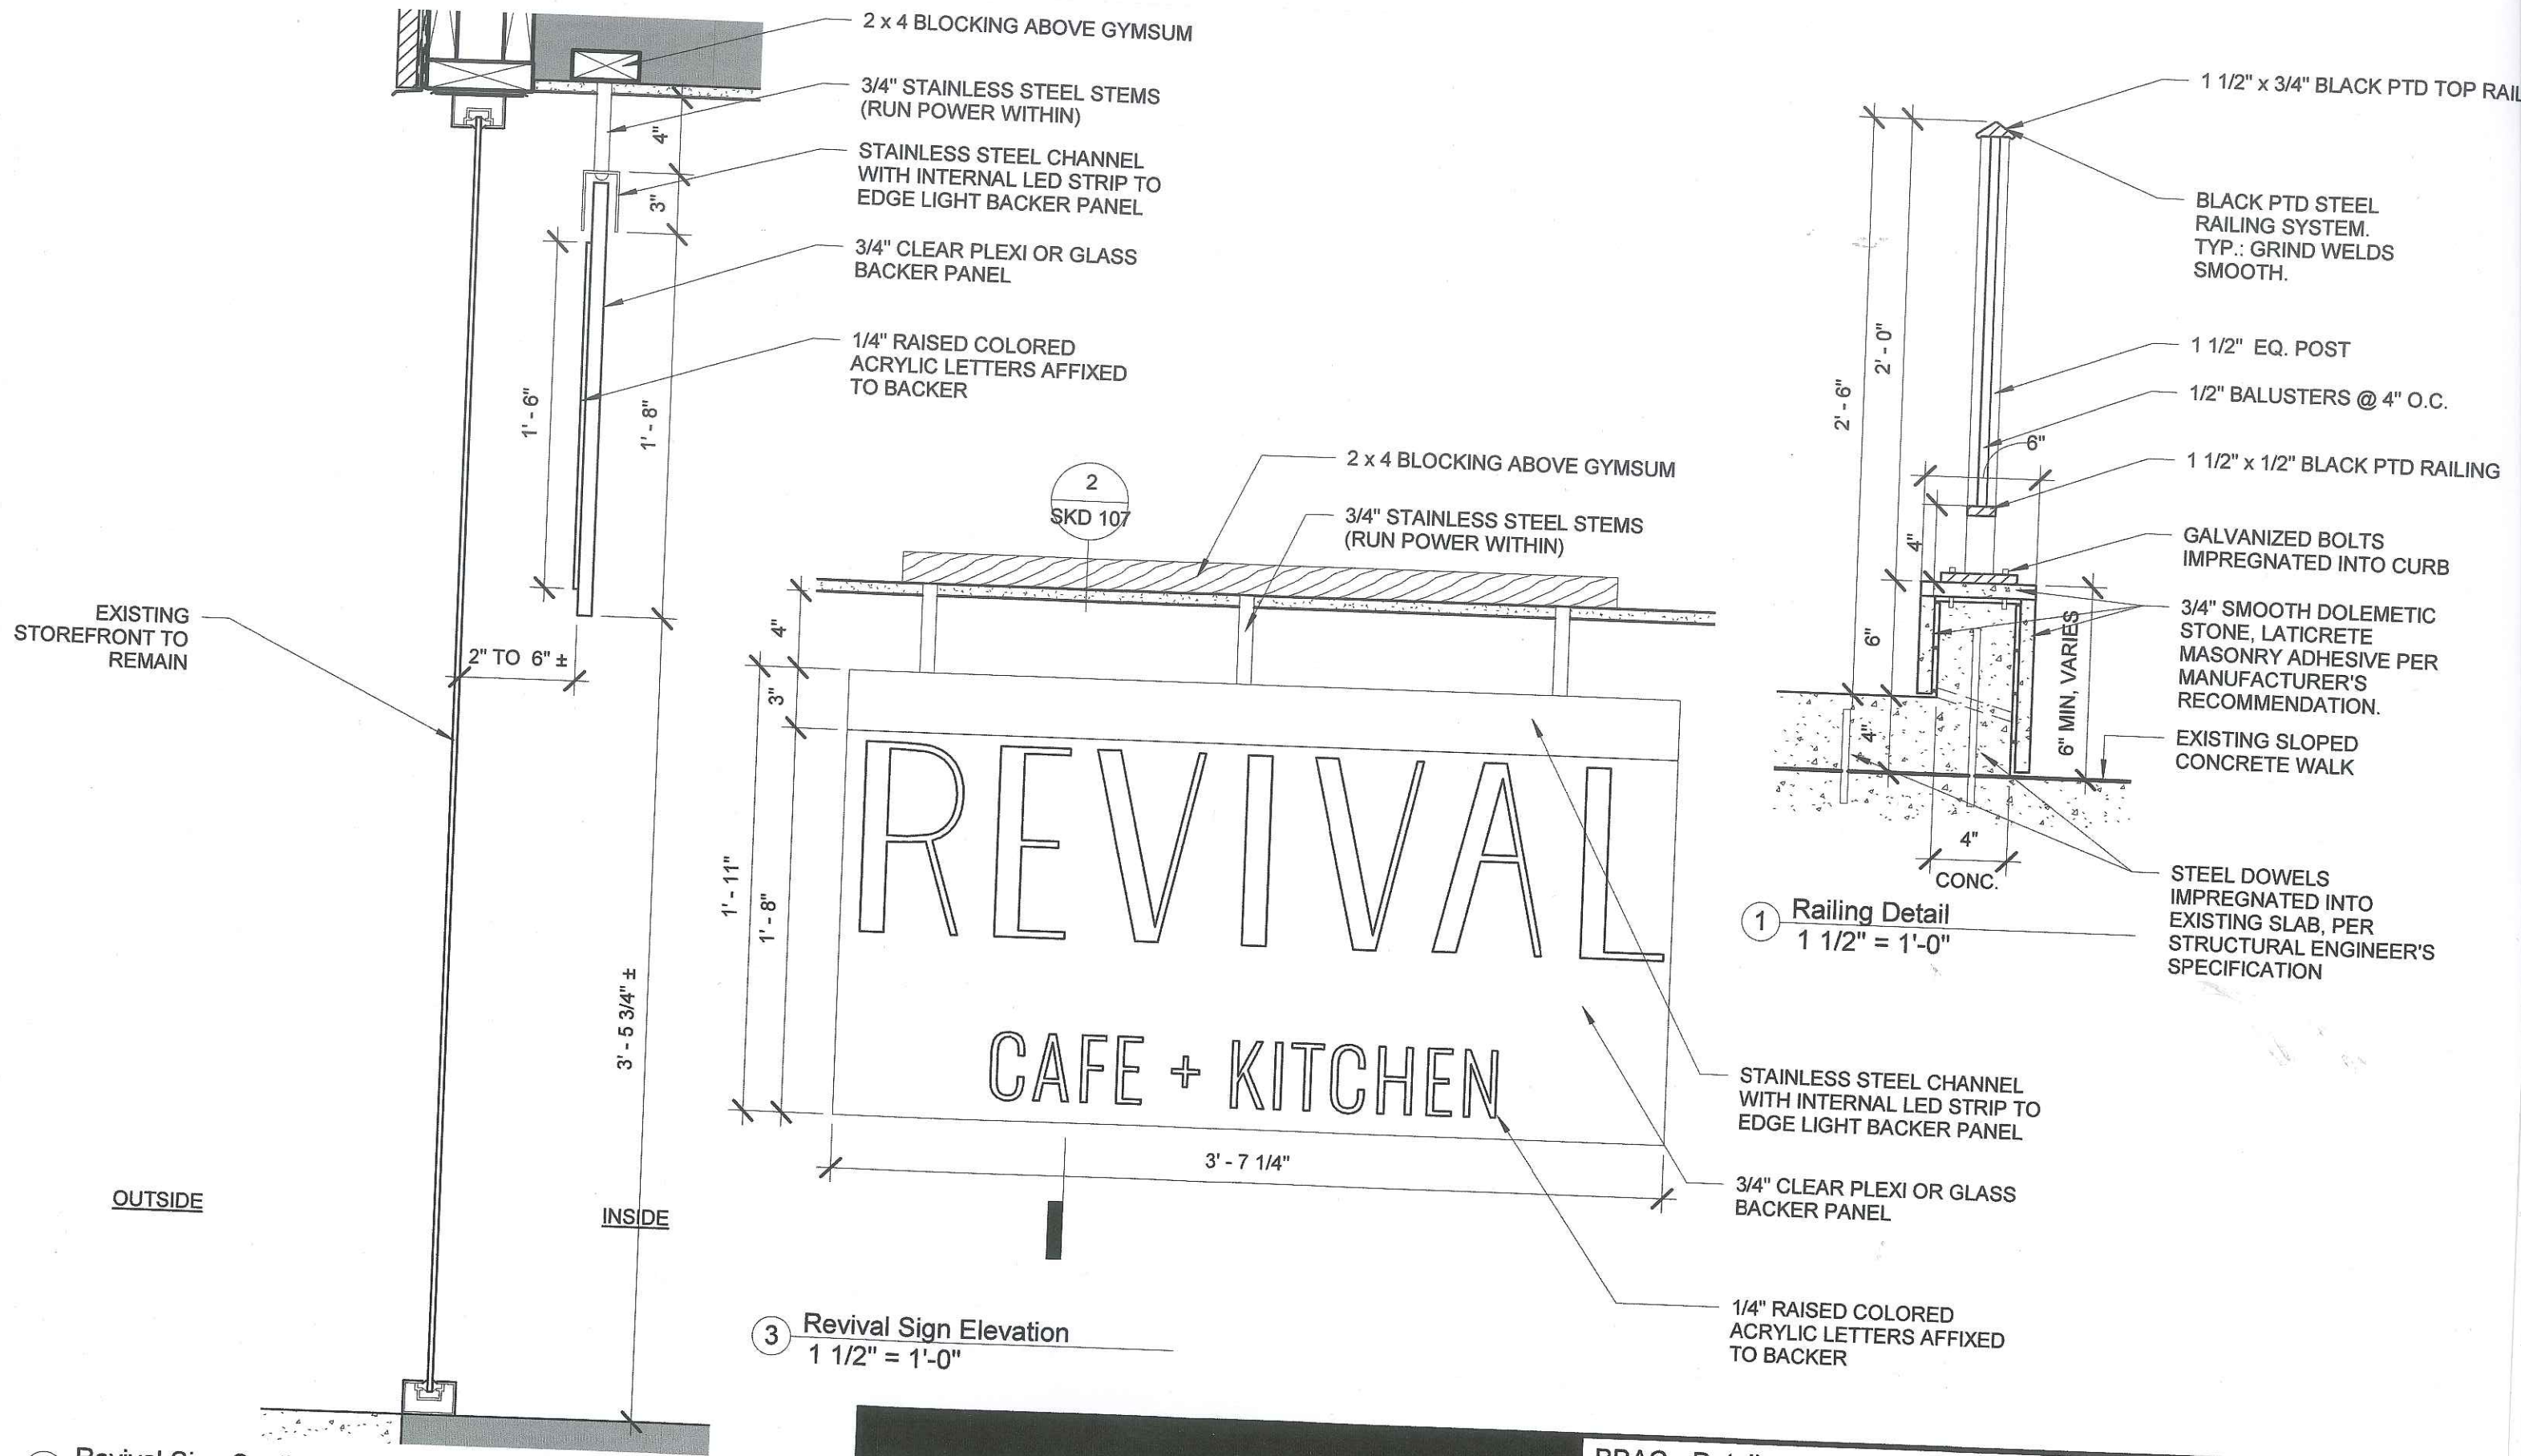 2 x 4 BLOCKING ABOVE GYMSUM
3/4" STAINLESS STEEL STEMS
(RUN POWER WITHIN)
STAINLESS STEEL CHANNEL
WITH INTERNAL LED STRIP TO
EDGE LIGHT BACKER PANEL
3/4" CLEAR PLEXI OR GLASS
BACKER PANEL
1/4" RAISED COLORED
ACRYLIC LETTERS AFFIXED
TO BACKER
4"
3"
1' - 6"
1' - 8"
EXISTING
STOREFRONT TO
REMAIN
2" TO 6" ±
3' - 5 3/4" ±
OUTSIDE
INSIDE
2
SKD 107
2 x 4 BLOCKING ABOVE GYMSUM
3/4" STAINLESS STEEL STEMS
(RUN POWER WITHIN)
4"
3"
1' - 11"
1' - 8"
REVIVAL
CAFE + KITCHEN
3' - 7 1/4"
STAINLESS STEEL CHANNEL
WITH INTERNAL LED STRIP TO
EDGE LIGHT BACKER PANEL
3/4" CLEAR PLEXI OR GLASS
BACKER PANEL
1/4" RAISED COLORED
ACRYLIC LETTERS AFFIXED
TO BACKER
3 Revival Sign Elevation
1 1/2" = 1'-0"
1 1/2" x 3/4" BLACK PTD TOP RAIL
BLACK PTD STEEL
RAILING SYSTEM.
TYP.: GRIND WELDS
SMOOTH.
1 1/2" EQ. POST
1/2" BALUSTERS @ 4" O.C.
6"
1 1/2" x 1/2" BLACK PTD RAILING
GALVANIZED BOLTS
IMPREGNATED INTO CURB
3/4" SMOOTH DOLEMETIC
STONE, LATICRETE
MASONRY ADHESIVE PER
MANUFACTURER'S
RECOMMENDATION.
EXISTING SLOPED
CONCRETE WALK
STEEL DOWELS
IMPREGNATED INTO
EXISTING SLAB, PER
STRUCTURAL ENGINEER'S
SPECIFICATION
2' - 6"
2' - 0"
4"
6"
4"
6" MIN, VARIES
4"
CONC.
1 Railing Detail
1 1/2" = 1'-0"
Revival Sign